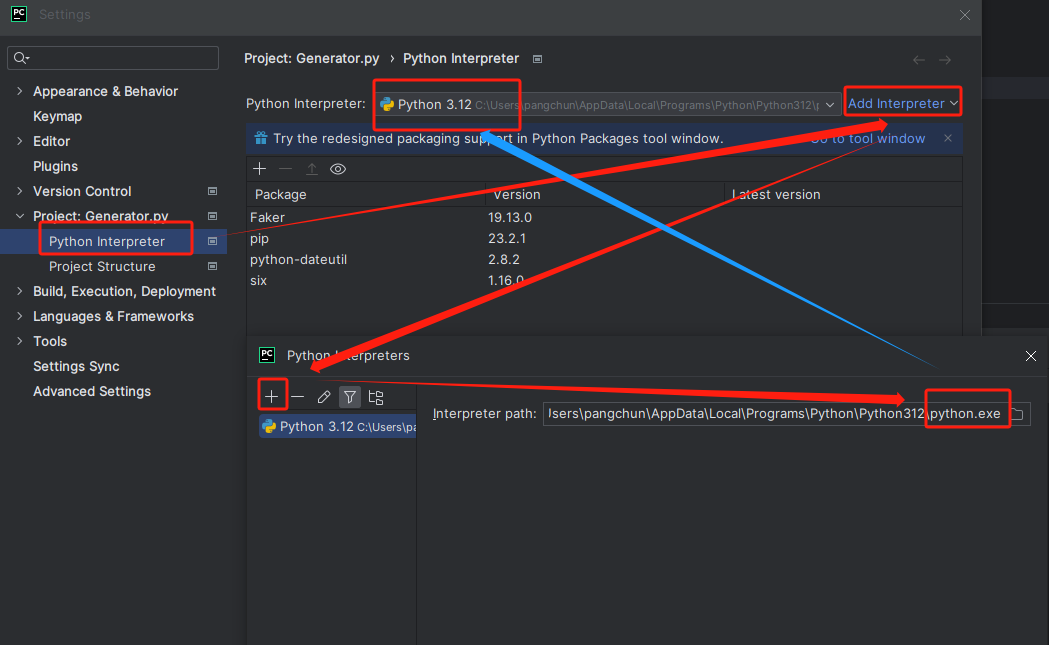 PC Settings
Project: Generator.py › Python Interpreter
Appearance & Behavior
Keymap
Editor
Plugins
Version Control
Project: Generator.py
Python Interpreter
Project Structure
Build, Execution, Deployment
Languages & Frameworks
Tools
Settings Sync
Advanced Settings
Python Interpreter: Python 3.12 C:\Users\pangchun\AppData\Local\Programs\Python\Python312\ Add Interpreter
Try the redesigned packaging support in Python Packages tool window. Go to tool window
Package Version Latest version
Faker 19.13.0
pip 23.2.1
python-dateutil 2.8.2
six 1.16.0
PC Python Interpreters
Python 3.12 C:\Users\pa
Interpreter path: Isers\pangchun\AppData\Local\Programs\Python\Python312\python.exe